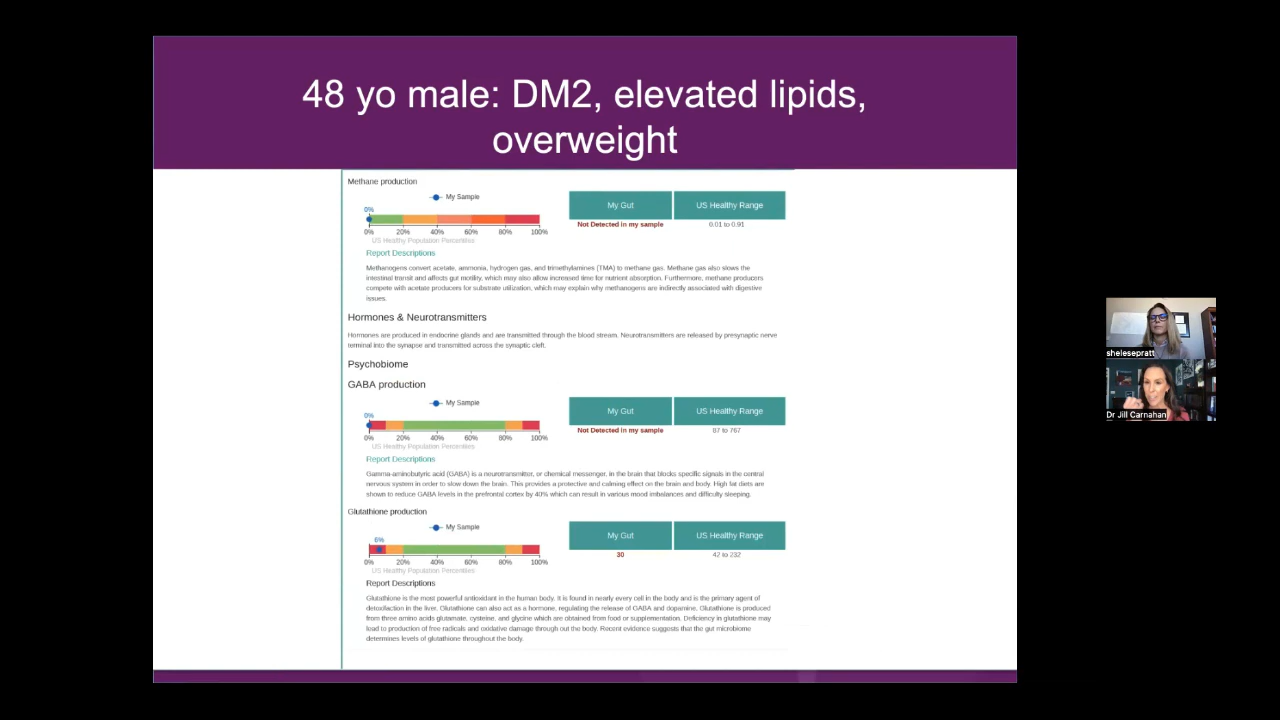 48 yo male: DM2, elevated lipids,
overweight
Methane production
My Sample
My Gut
US Healthy Range
0%
Not Detected in my sample
0.01 to 0.91
0% 20% 40% 60% 80% 100%
US Healthy Population Percentiles
Report Descriptions
Methanogens convert acetate, ammonia, hydrogen gas, and trimethylamines (TMA) to methane gas. Methane gas also slows the
intestinal transit and affects gut motility, which may also allow increased time for nutrient absorption. Furthermore, methane producers
compete with acetate producers for substrate utilization, which may explain why methanogens are indirectly associated with digestive
issues.
Hormones & Neurotransmitters
Hormones are produced in endocrine glands and are transmitted through the blood stream. Neurotransmitters are released by presynaptic nerve
terminal into the synapse and transmitted across the synaptic cleft.
Psychobiome
GABA production
My Sample
My Gut
US Healthy Range
0%
Not Detected in my sample
87 to 767
0% 20% 40% 60% 80% 100%
US Healthy Population Percentiles
Report Descriptions
Gamma-aminobutyric acid (GABA) is a neurotransmitter, or chemical messenger, in the brain that blocks specific signals in the central
nervous system in order to slow down the brain. This provides a protective and calming effect on the brain and body. High fat diets are
shown to reduce GABA levels in the prefrontal cortex by 40% which can result in various mood imbalances and difficulty sleeping.
Glutathione production
My Sample
My Gut
US Healthy Range
6%
30
42 to 232
0% 20% 40% 60% 80% 100%
US Healthy Population Percentiles
Report Descriptions
Glutathione is the most powerful antioxidant in the human body. It is found in nearly every cell in the body and is the primary agent of
detoxifaction in the liver. Glutathione can also act as a hormone, regulating the release of GABA and dopamine. Glutathione is produced
from three amino acids glutamate, cysteine, and glycine which are obtained from food or supplementation. Deficiency in glutathione may
lead to production of free radicals and oxidative damage through out the body. Recent evidence suggests that the gut microbiome
determines levels of glutathione throughout the body.
shelesepratt
Dr Jill Carnahan